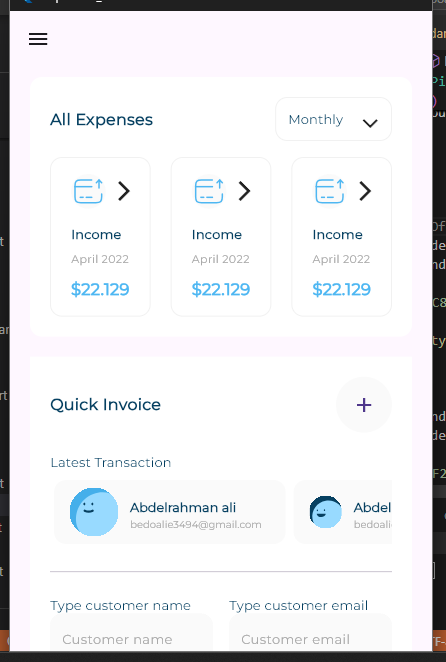 All Expenses
Monthly
Income
April 2022
$22.129
Income
April 2022
$22.129
Income
April 2022
$22.129
Quick Invoice
+
Latest Transaction
Abdelrahman ali
bedoalie3494@gmail.com
Abdel
bedoali
Type customer name
Type customer email
Customer name
Customer email